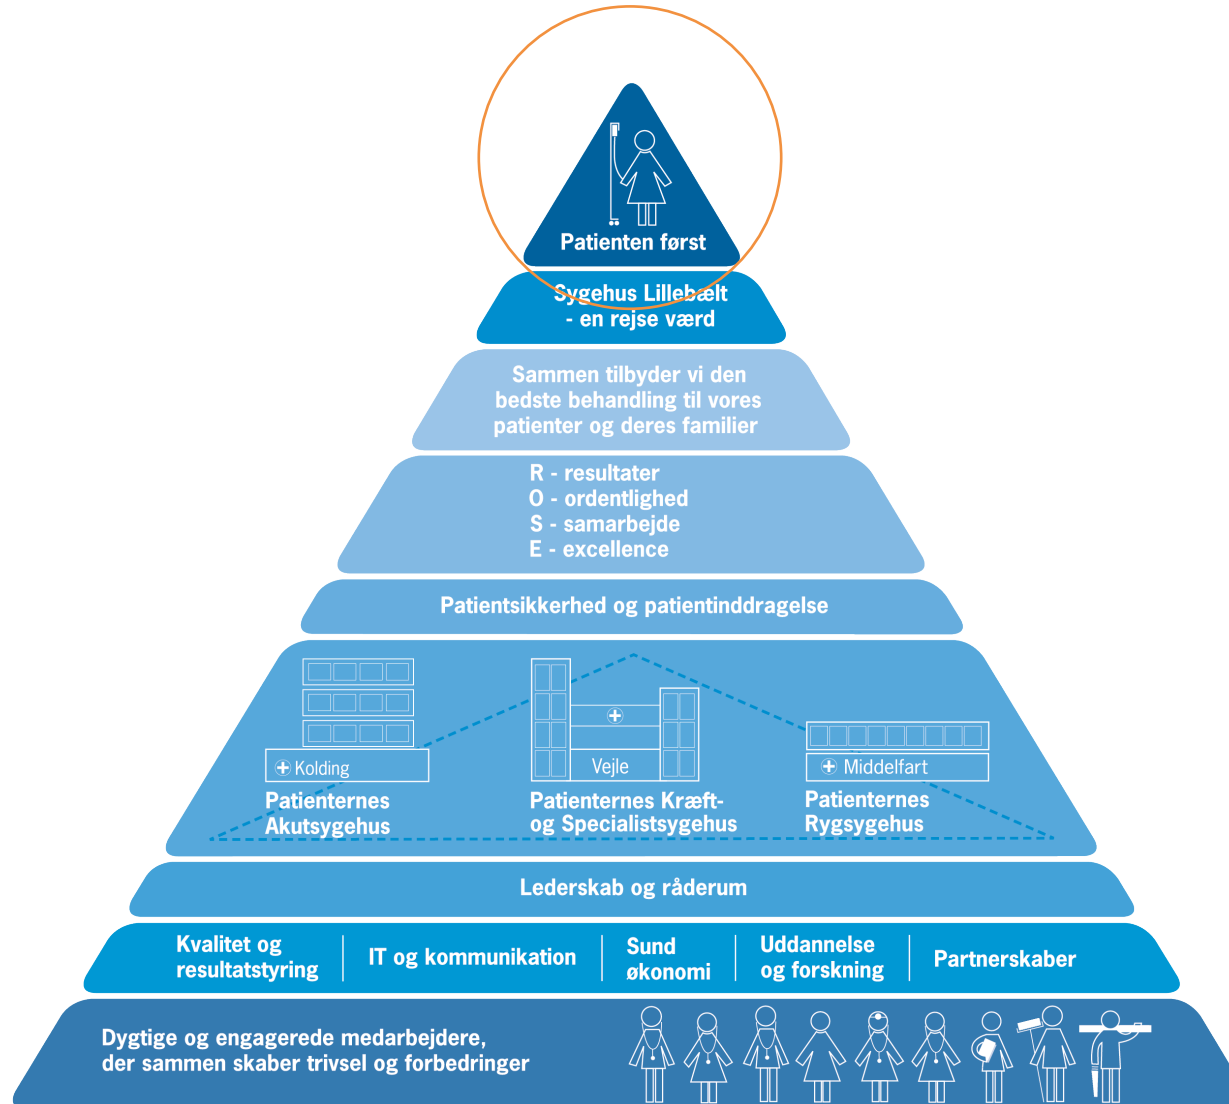 Patienten først
Sygehus Lillebælt
- en rejse værd
Sammen tilbyder vi den
bedste behandling til vores
patienter og deres familier
R - resultater
O - ordentlighed
S - samarbejde
E - excellence
Patientsikkerhed og patientinddragelse
Kolding
Patienternes
Akutsygehus
Vejle
Patienternes Kræft-
og Specialistsygehus
Middelfart
Patienternes
Rygsygehus
Lederskab og råderum
Kvalitet og
resultatstyring
IT og kommunikation
Sund
økonomi
Uddannelse
og forskning
Partnerskaber
Dygtige og engagerede medarbejdere,
der sammen skaber trivsel og forbedringer